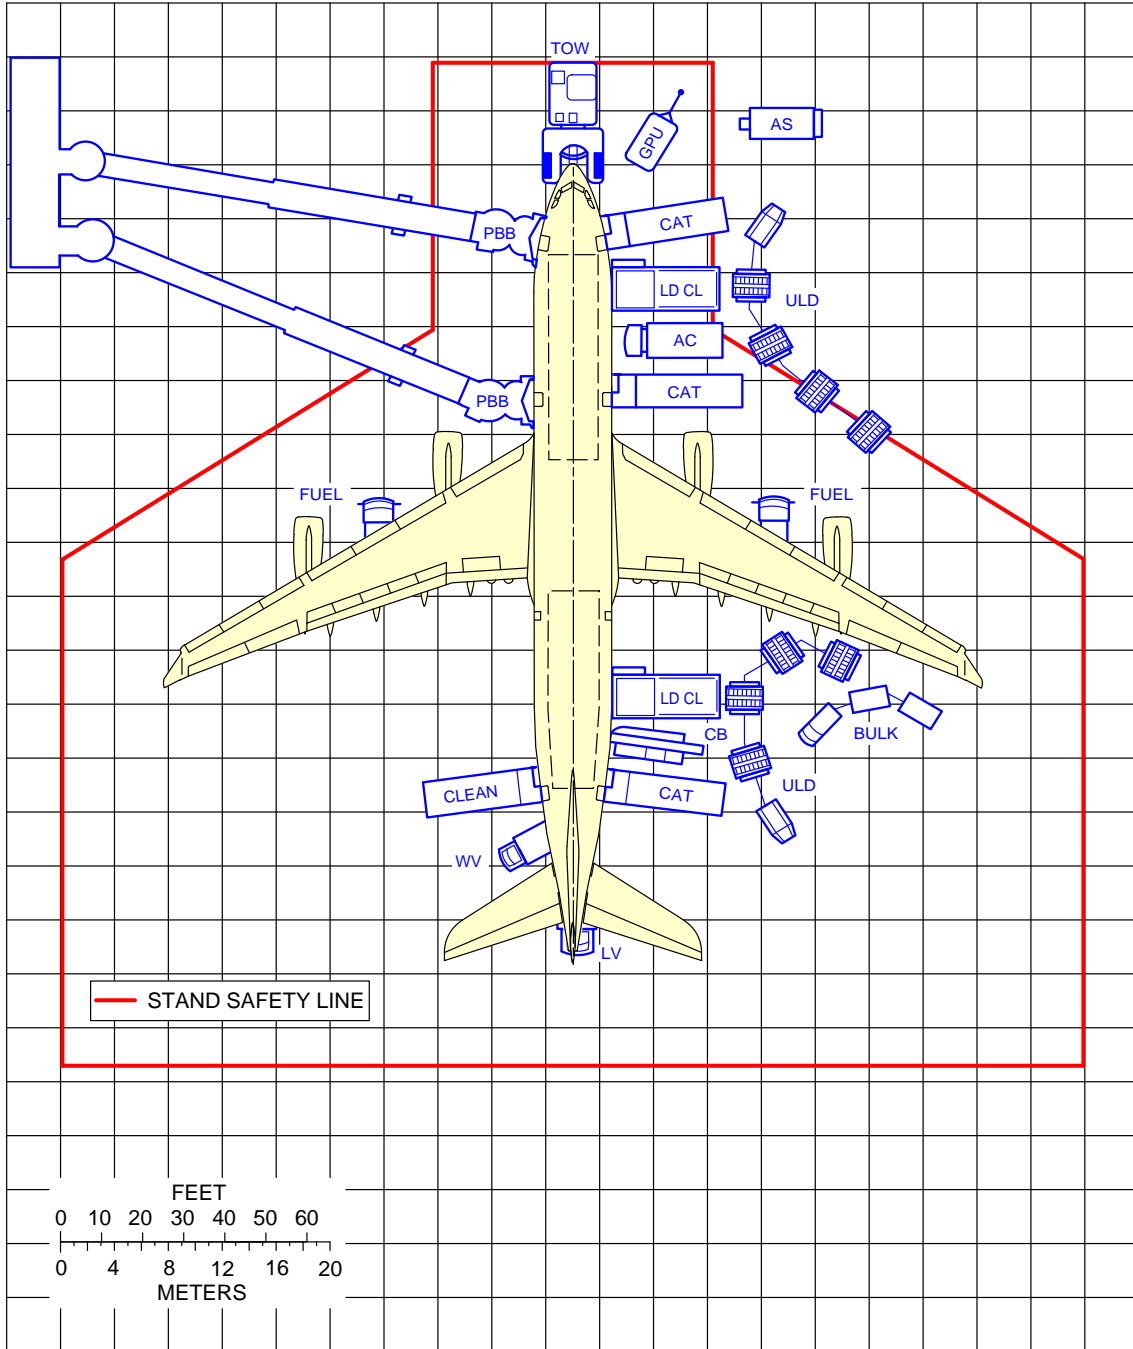 TOW
GPU
AS
PBB
CAT
LD CL
ULD
AC
PBB
CAT
FUEL
FUEL
LD CL
CB
BULK
CLEAN
CAT
ULD
WV
LV
STAND SAFETY LINE
FEET
0 10 20 30 40 50 60
0 4 8 12 16 20
METERS